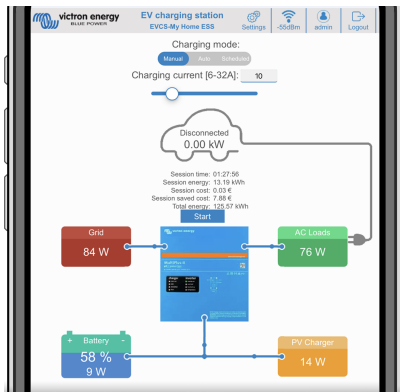 victron energy
BLUE POWER
EV charging station
EVCS-My Home ESS
Settings
-55dBm
admin
Logout
Charging mode:
Manual Auto Scheduled
Charging current [6-32A]: 10
Disconnected
0.00 kW
Session time: 01:27:56
Session energy: 13.19 kWh
Session cost: 0.03 €
Session saved cost: 7.88 €
Total energy: 125.57 kWh
Start
Grid
84 W
victron energy
AC Loads
76 W
+ Battery -
58 %
9 W
PV Charger
14 W